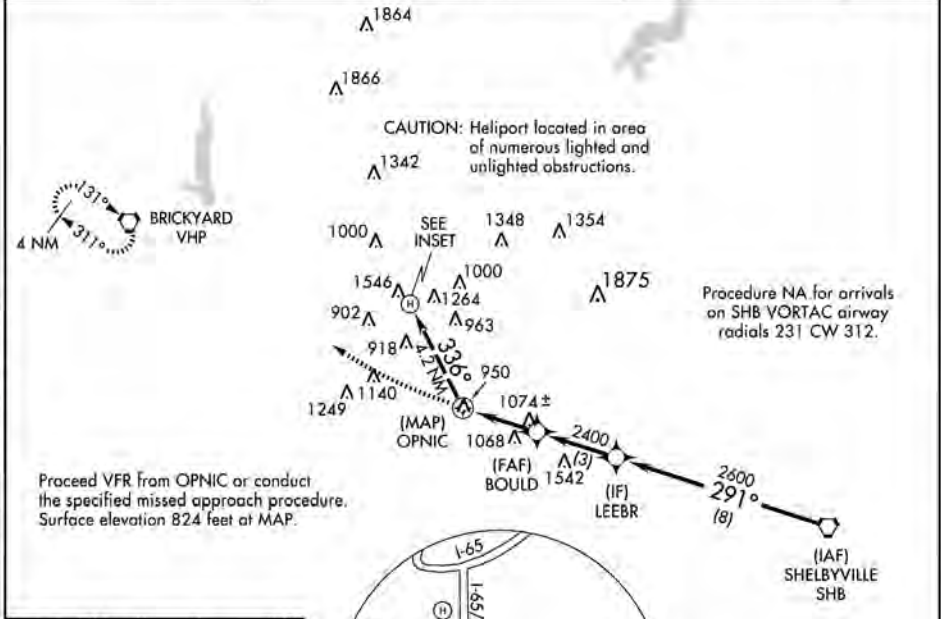 1864
1866
CAUTION: Heliport located in area
of numerous lighted and
unlighted obstructions.
1342
131°
311°
4 NM
BRICKYARD
VHP
1000
SEE
INSET
1348
1354
1546
H
1000
1264
1875
902
963
918
336°
4.2 NM
Procedure NA for arrivals
on SHB VORTAC airway
radials 231 CW 312.
950
1140
1249
(MAP)
OPNIC
1074±
1068
(FAF)
BOULD
2400
(3)
1542
(IF)
LEEBR
2600
291°
(8)
(IAF)
SHELBYVILLE
SHB
Proceed VFR from OPNIC or conduct
the specified missed approach procedure.
Surface elevation 824 feet at MAP.
I-65
I-65/
H